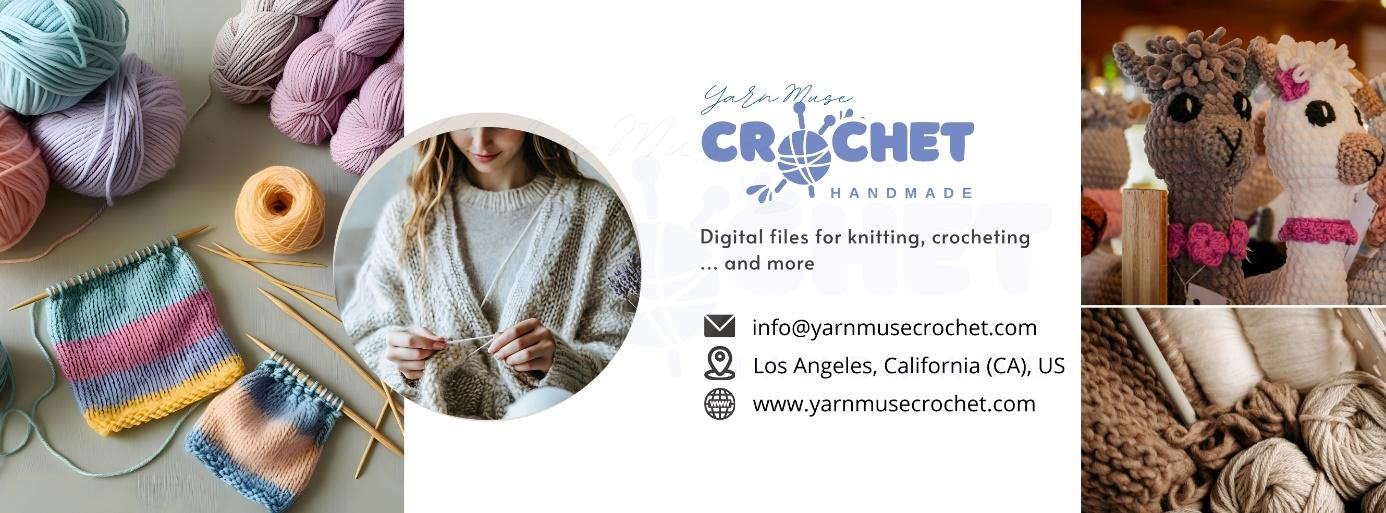 Yarn Muse
CROCHET
HANDMADE
Digital files for knitting, crocheting
... and more
info@yarnmusecrochet.com
Los Angeles, California (CA), US
www.yarnmusecrochet.com